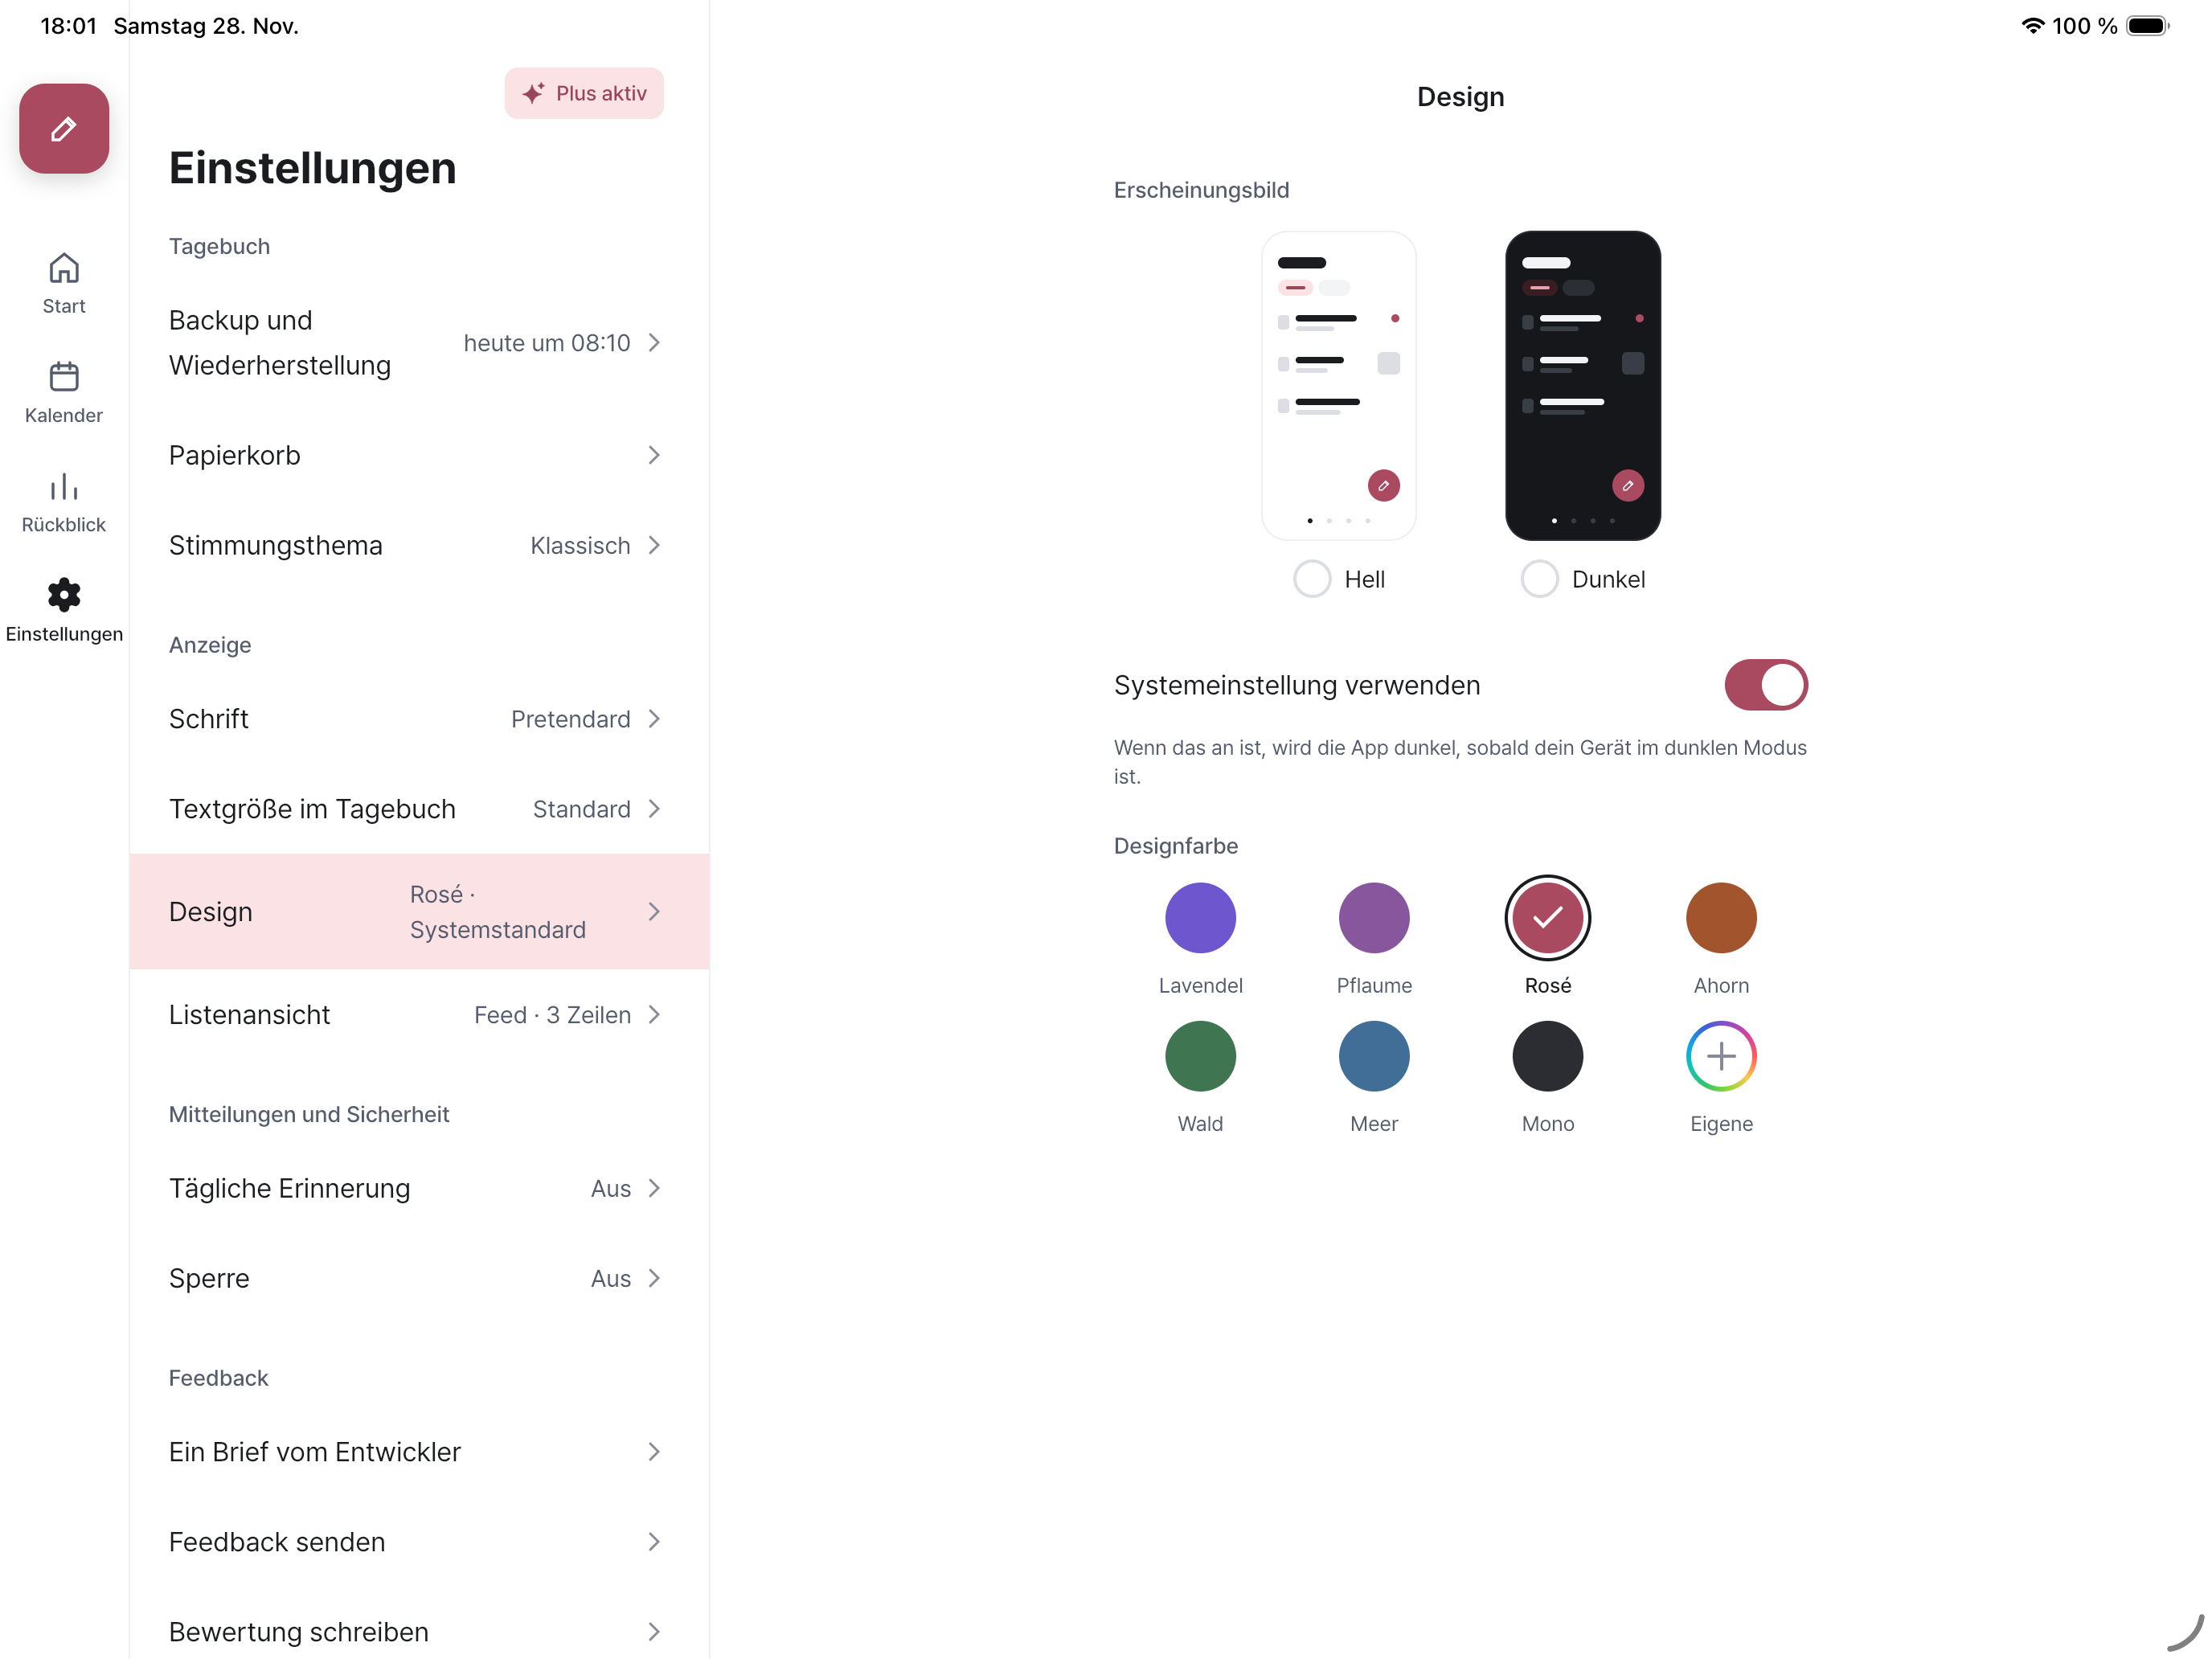 18:01 Samstag 28. Nov.
100 %
Plus aktiv
Einstellungen
Start
Kalender
Rückblick
Einstellungen
Tagebuch
Backup und
Wiederherstellung
heute um 08:10
Papierkorb
Stimmungsthema
Klassisch
Anzeige
Schrift
Pretendard
Textgröße im Tagebuch
Standard
Design
Rosé ·
Systemstandard
Listenansicht
Feed · 3 Zeilen
Mitteilungen und Sicherheit
Tägliche Erinnerung
Aus
Sperre
Aus
Feedback
Ein Brief vom Entwickler
Feedback senden
Bewertung schreiben
Design
Erscheinungsbild
Hell
Dunkel
Systemeinstellung verwenden
Wenn das an ist, wird die App dunkel, sobald dein Gerät im dunklen Modus
ist.
Designfarbe
Lavendel
Pflaume
Rosé
Ahorn
Wald
Meer
Mono
Eigene